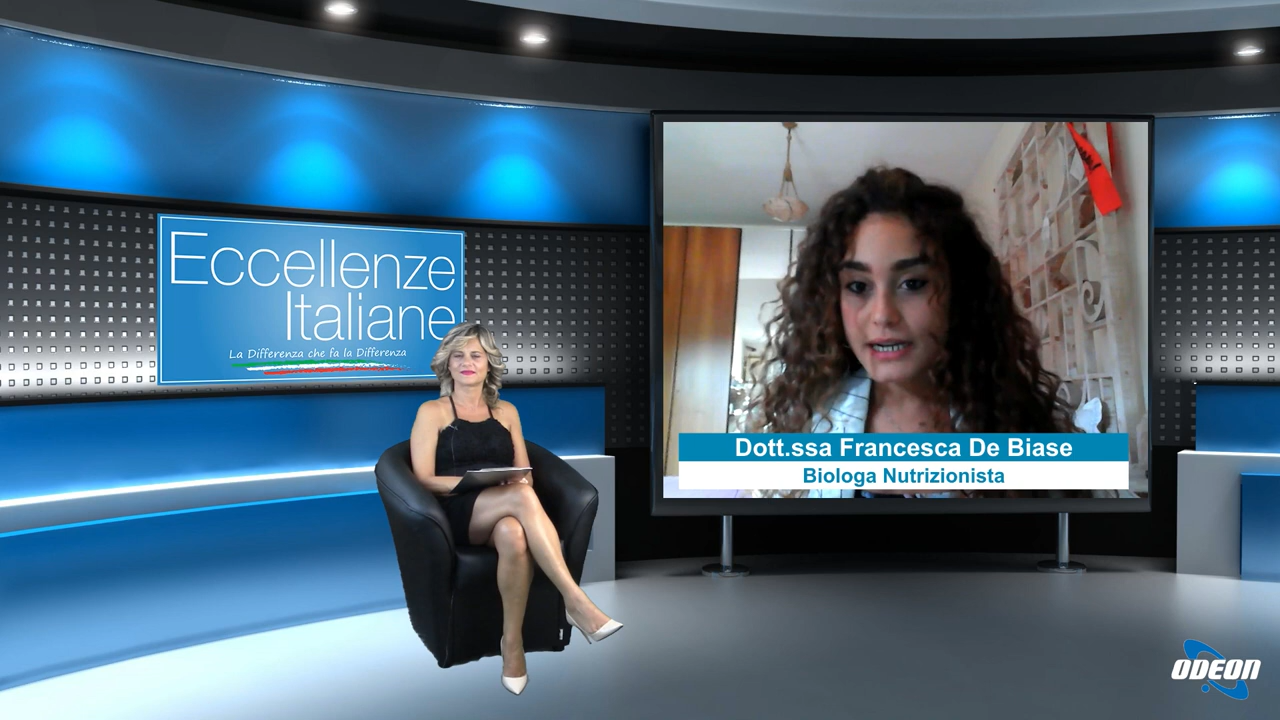 Eccellenze
Italiane
La Differenza che fa la Differenza
Dott.ssa Francesca De Biase
Biologa Nutrizionista
ODEON